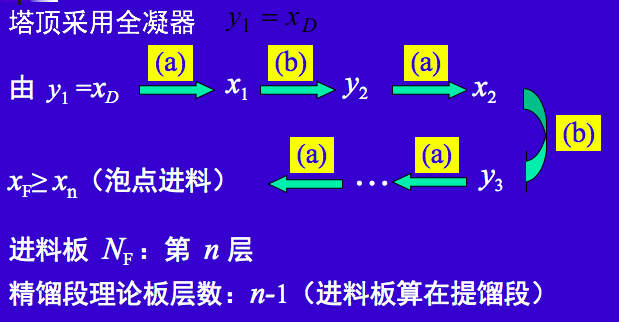 塔顶采用全凝器 y1 = xD
(a) (b) (a)
由 y1 =xD x1 y2 x2
(b)
(a) (a)
xF≥ xn（泡点进料） … y3
进料板 NF：第 n 层
精馏段理论板层数：n-1（进料板算在提馏段）